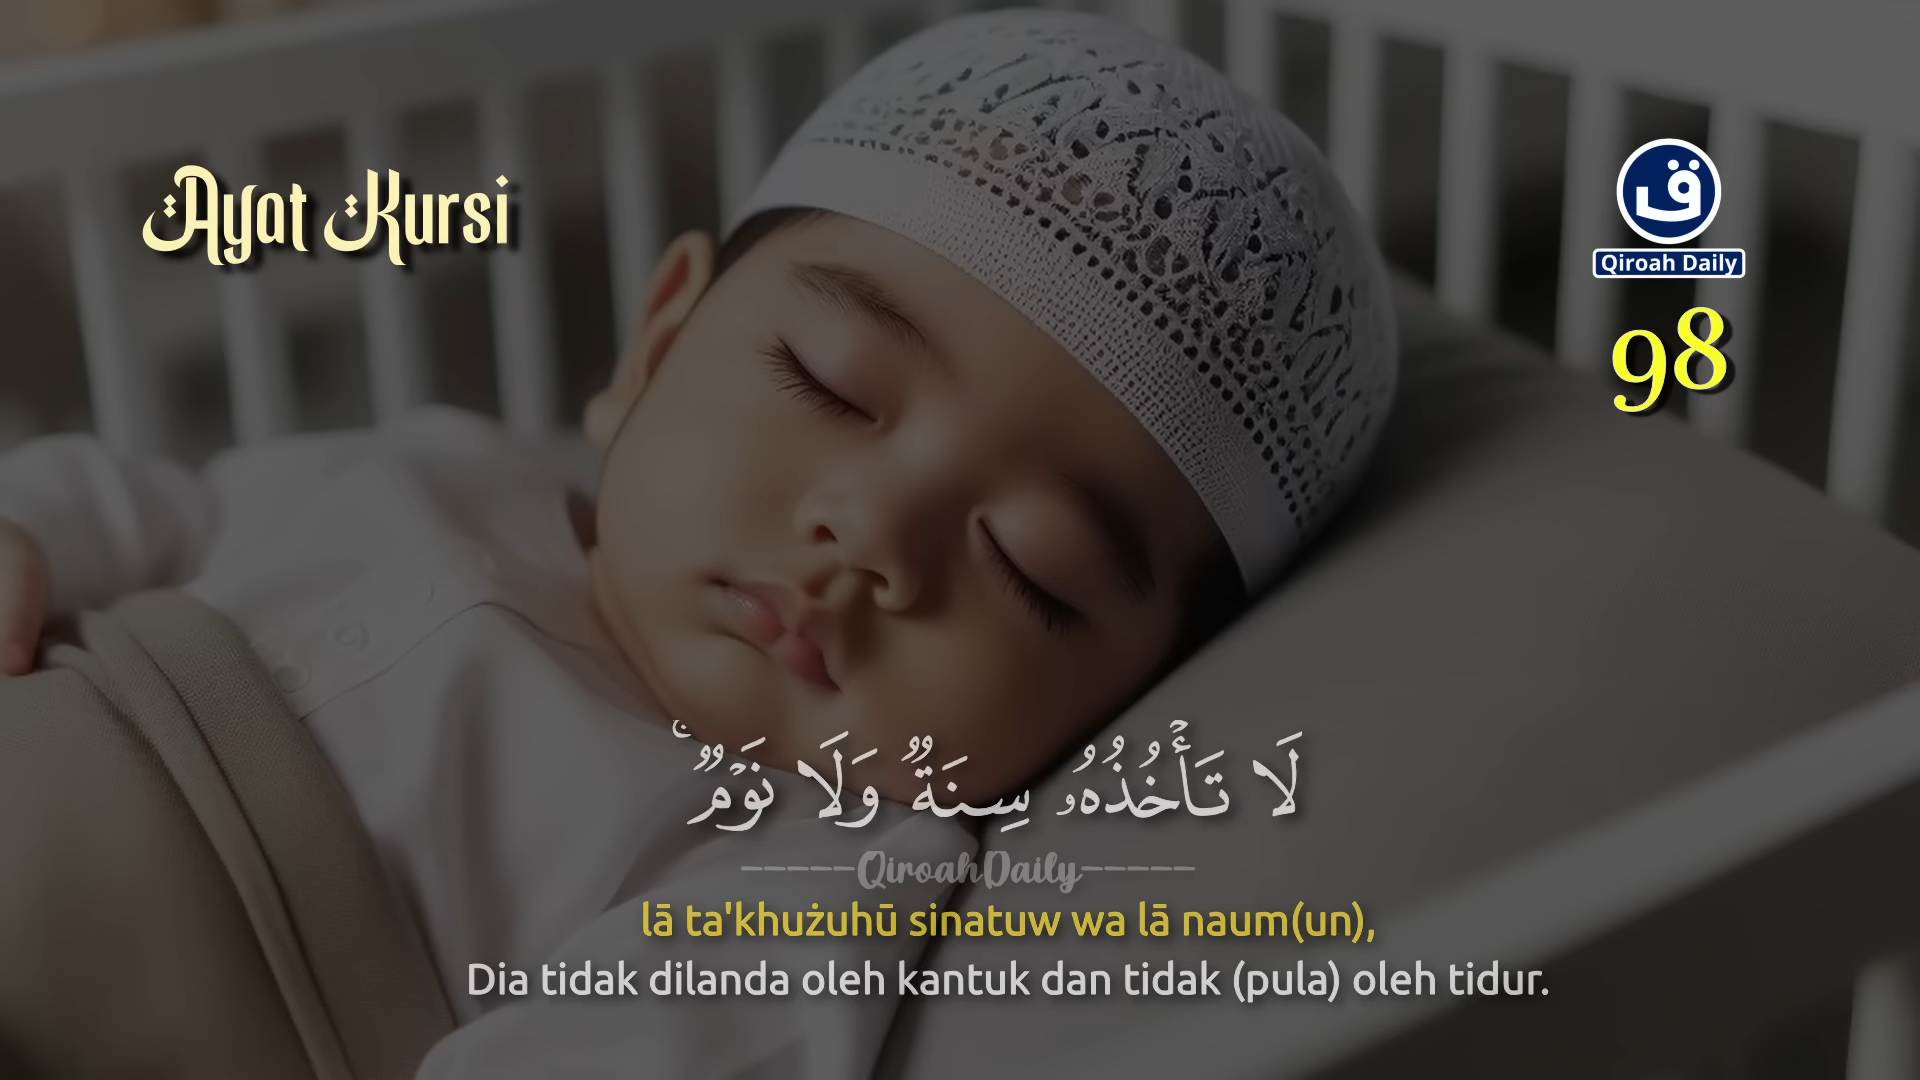 Ayat Kursi
ق
Qiroah Daily
98
لَا تَأْخُذُهُۥ سِنَةٌ وَلَا نَوْمٌ ۚ
-----QiroahDaily-----
lā ta'khużuhū sinatuw wa lā naum(un),
Dia tidak dilanda oleh kantuk dan tidak (pula) oleh tidur.